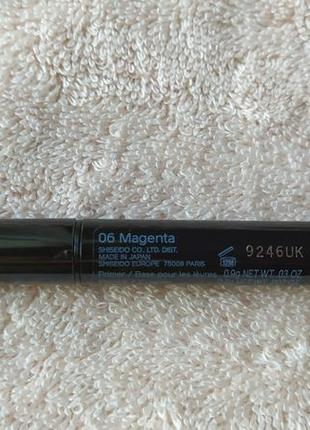 06 Magenta
SHISEIDO CO., LTD. DIST.
MADE IN JAPAN
SHISEIDO EUROPE 75008 PARIS
Primer / Base pour les lèvres 0.9g NET WT. .03 OZ.
12M
9246UK